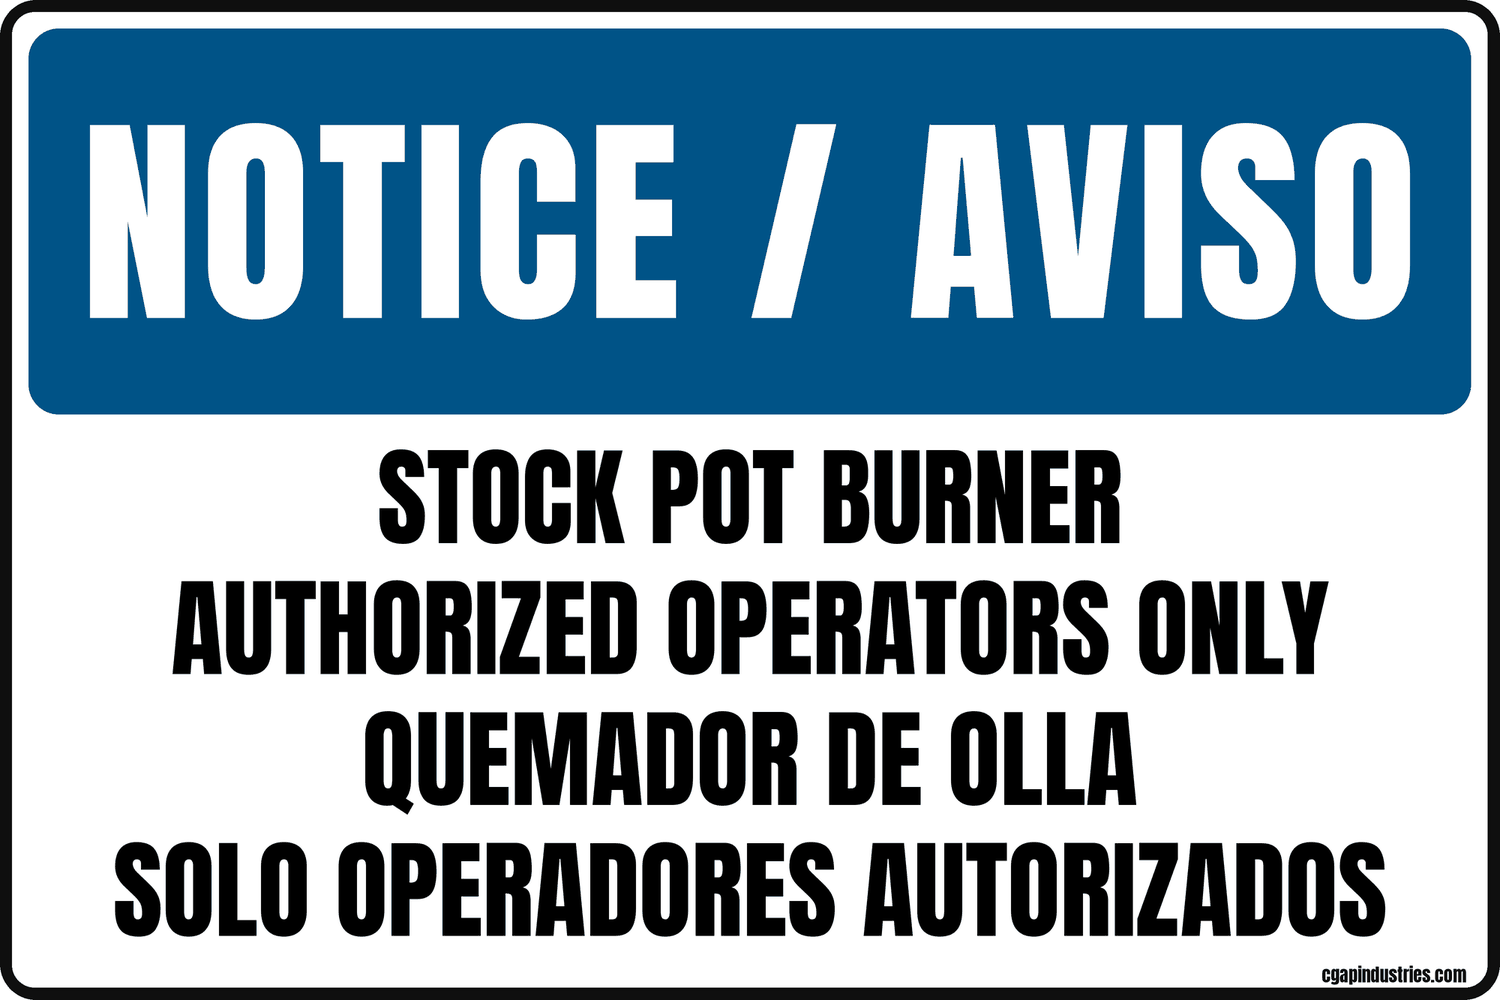 NOTICE / AVISO
STOCK POT BURNER
AUTHORIZED OPERATORS ONLY
QUEMADOR DE OLLA
SOLO OPERADORES AUTORIZADOS
cgapindustries.com